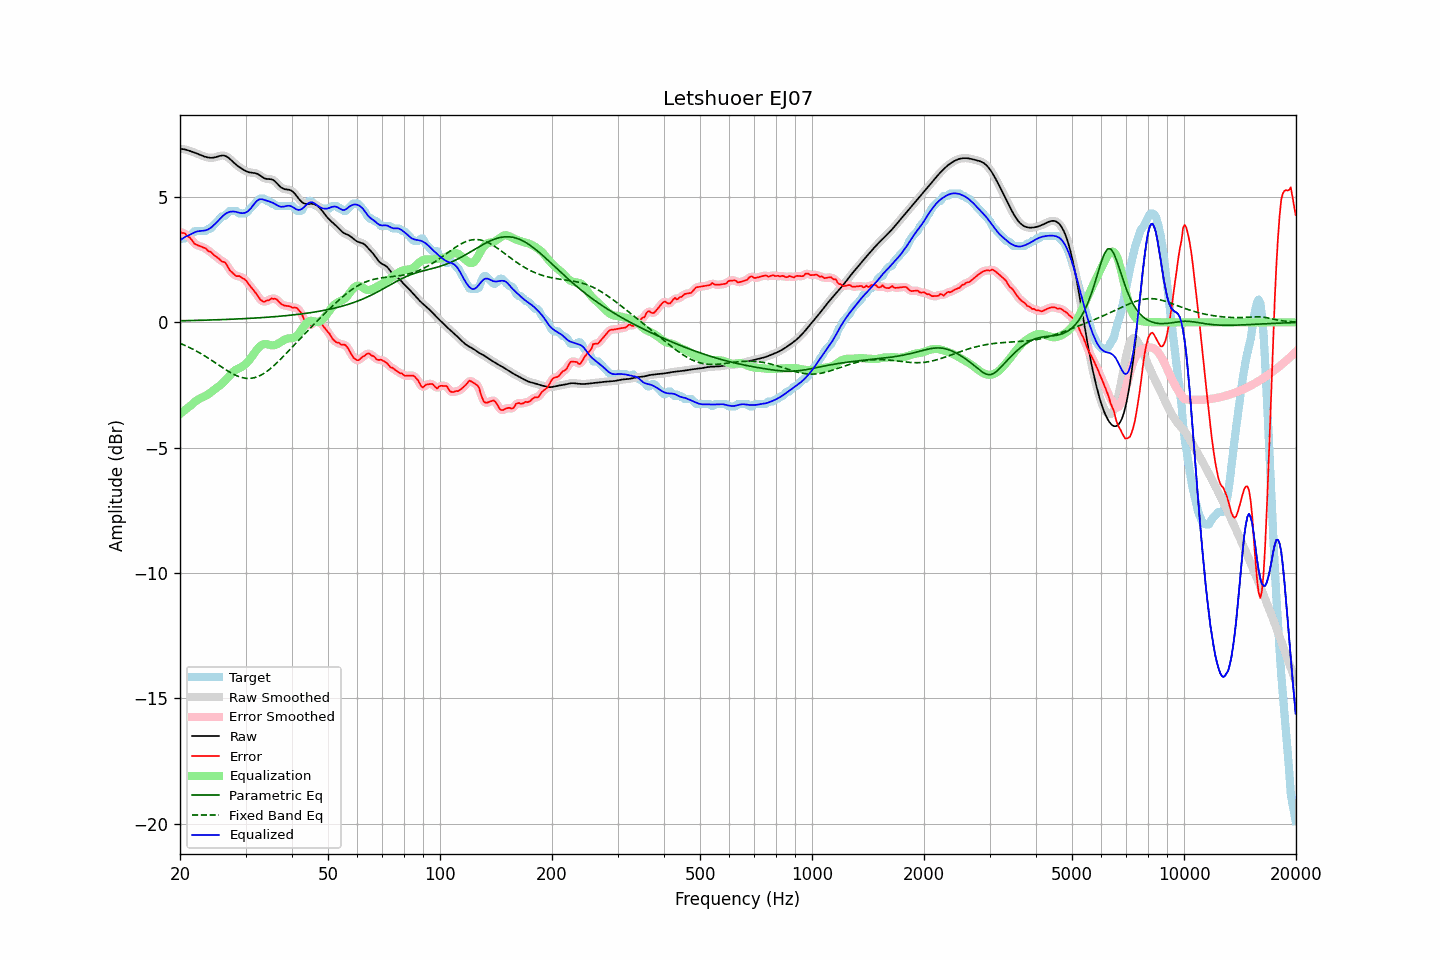 Letshuoer EJ07
Amplitude (dBr)
5
0
−5
−10
−15
−20
Target
Raw Smoothed
Error Smoothed
Raw
Error
Equalization
Parametric Eq
Fixed Band Eq
Equalized
20 50 100 200 500 1000 2000 5000 10000 20000
Frequency (Hz)